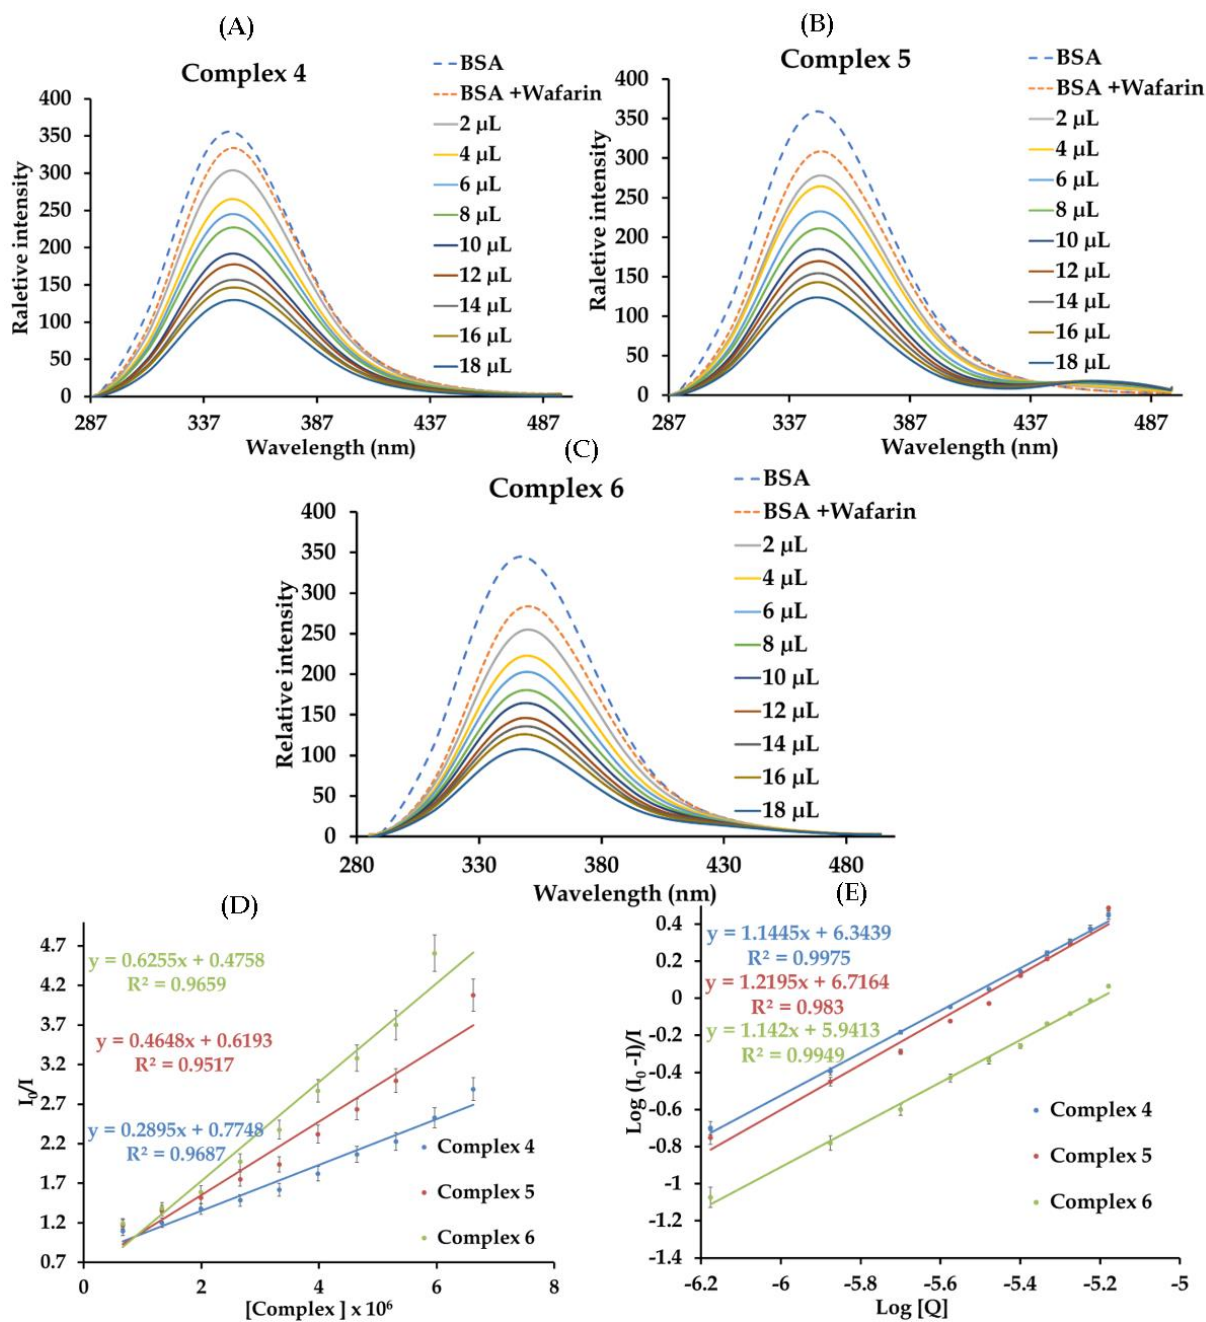 (A)
Complex 4
BSA
BSA +Wafarin
2 µL
4 µL
6 µL
8 µL
10 µL
12 µL
14 µL
16 µL
18 µL
400
350
300
250
200
150
100
50
0
Raletive intensity
287 337 387 437 487
Wavelength (nm)
(B)
Complex 5
BSA
BSA +Wafarin
2 µL
4 µL
6 µL
8 µL
10 µL
12 µL
14 µL
16 µL
18 µL
400
350
300
250
200
150
100
50
0
Raletive intensity
287 337 387 437 487
Wavelength (nm)
(C)
Complex 6
BSA
BSA +Wafarin
2 µL
4 µL
6 µL
8 µL
10 µL
12 µL
14 µL
16 µL
18 µL
400
350
300
250
200
150
100
50
0
Relative intensity
280 330 380 430 480
Wavelength (nm)
(D)
4.7
4.2
3.7
3.2
2.7
2.2
1.7
1.2
0.7
I₀/I
y = 0.6255x + 0.4758
R² = 0.9659
y = 0.4648x + 0.6193
R² = 0.9517
y = 0.2895x + 0.7748
R² = 0.9687
Complex 4
Complex 5
Complex 6
0 2 4 6 8
[Complex ] x 10⁶
(E)
0.4
0.2
0
-0.2
-0.4
-0.6
-0.8
-1
-1.2
-1.4
Log (I₀ -I)/I
y = 1.1445x + 6.3439
R² = 0.9975
y = 1.2195x + 6.7164
R² = 0.983
y = 1.142x + 5.9413
R² = 0.9949
Complex 4
Complex 5
Complex 6
-6.2 -6 -5.8 -5.6 -5.4 -5.2 -5
Log [Q]